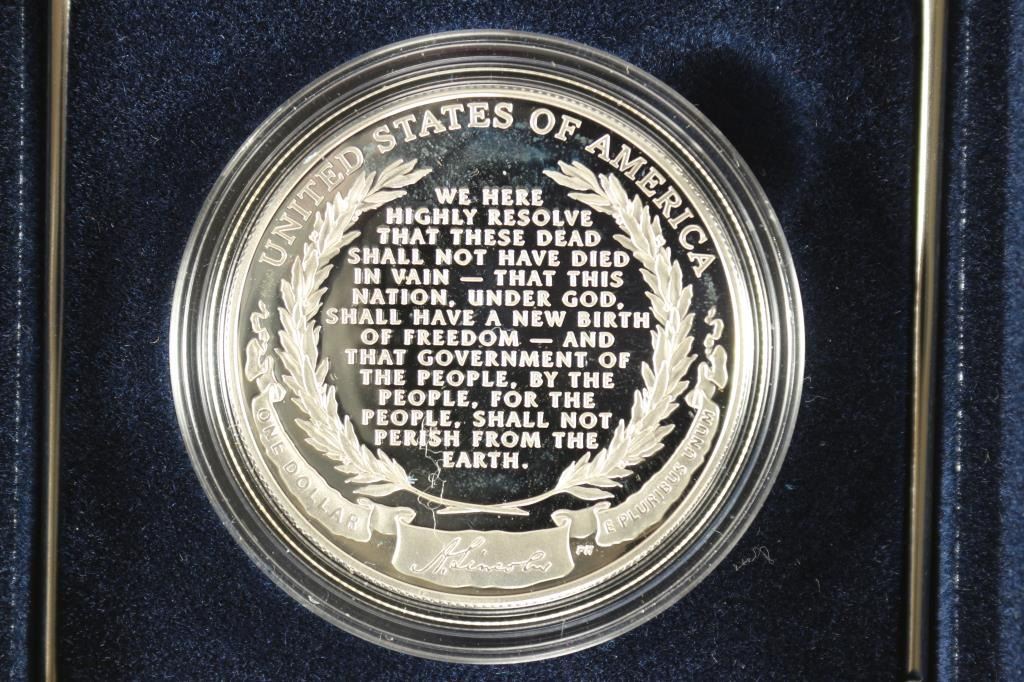 UNITED STATES OF AMERICA
WE HERE
HIGHLY RESOLVE
THAT THESE DEAD
SHALL NOT HAVE DIED
IN VAIN — THAT THIS
NATION, UNDER GOD,
SHALL HAVE A NEW BIRTH
OF FREEDOM — AND
THAT GOVERNMENT OF
THE PEOPLE, BY THE
PEOPLE, FOR THE
PEOPLE, SHALL NOT
PERISH FROM THE
EARTH.
ONE DOLLAR
E PLURIBUS UNUM
A. Lincoln
PH